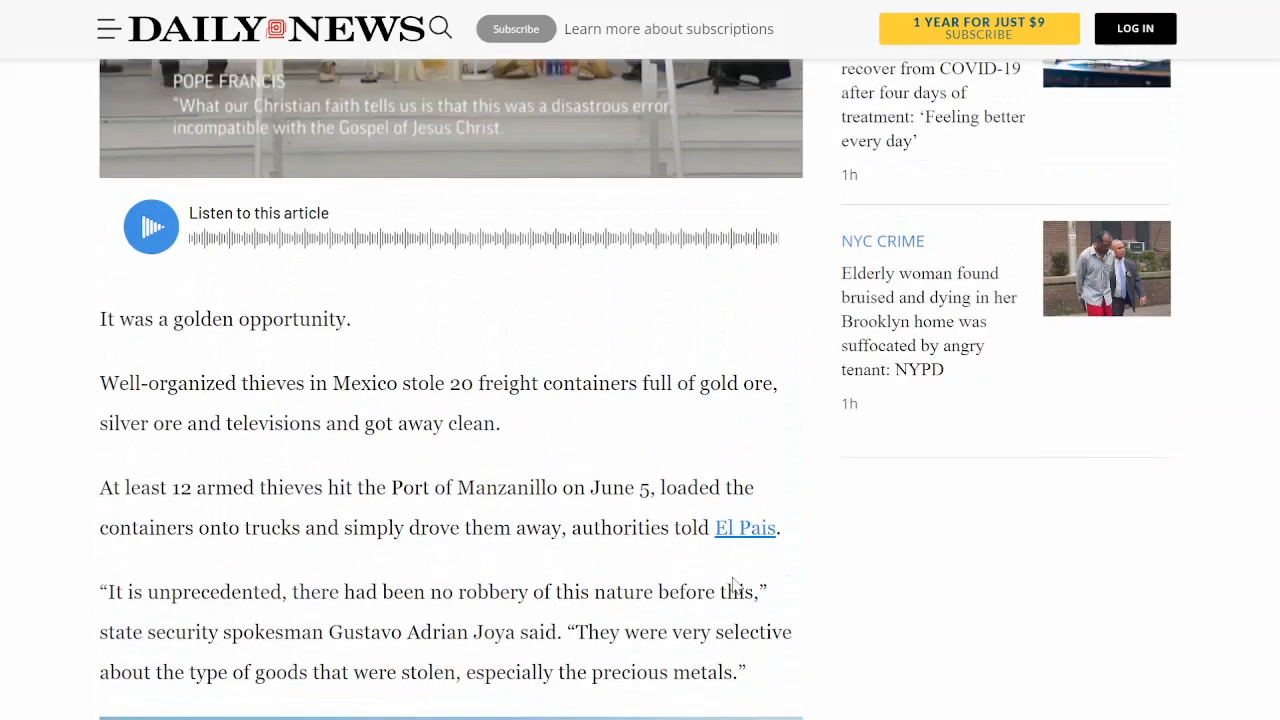 DAILY NEWS
Subscribe
Learn more about subscriptions
1 YEAR FOR JUST $9
SUBSCRIBE
LOG IN
POPE FRANCIS
“What our Christian faith tells us is that this was a disastrous error,
incompatible with the Gospel of Jesus Christ.
Listen to this article
It was a golden opportunity.
Well-organized thieves in Mexico stole 20 freight containers full of gold ore,
silver ore and televisions and got away clean.
At least 12 armed thieves hit the Port of Manzanillo on June 5, loaded the
containers onto trucks and simply drove them away, authorities told El Pais.
“It is unprecedented, there had been no robbery of this nature before this,”
state security spokesman Gustavo Adrian Joya said. “They were very selective
about the type of goods that were stolen, especially the precious metals.”
recover from COVID-19
after four days of
treatment: ‘Feeling better
every day’
1h
NYC CRIME
Elderly woman found
bruised and dying in her
Brooklyn home was
suffocated by angry
tenant: NYPD
1h